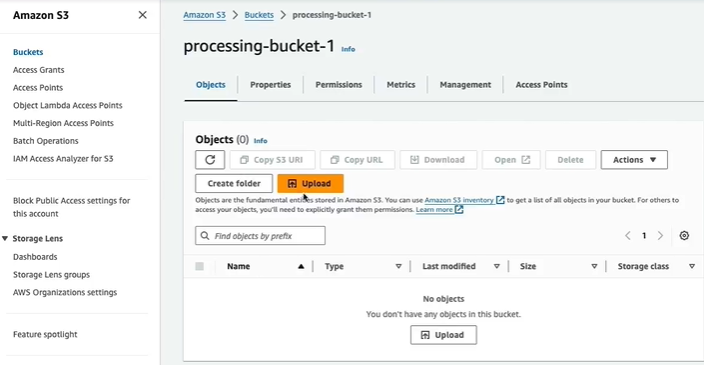 Amazon S3
Buckets
Access Grants
Access Points
Object Lambda Access Points
Multi-Region Access Points
Batch Operations
IAM Access Analyzer for S3
Block Public Access settings for
this account
Storage Lens
Dashboards
Storage Lens groups
AWS Organizations settings
Feature spotlight
Amazon S3 > Buckets > processing-bucket-1
processing-bucket-1 Info
Objects Properties Permissions Metrics Management Access Points
Objects (0) Info
Copy S3 URI Copy URL Download Open Delete Actions
Create folder Upload
Objects are the fundamental entities stored in Amazon S3. You can use Amazon S3 inventory to get a list of all objects in your bucket. For others to
access your objects, you'll need to explicitly grant them permissions. Learn more
Find objects by prefix 1
Name Type Last modified Size Storage class
No objects
You don't have any objects in this bucket.
Upload